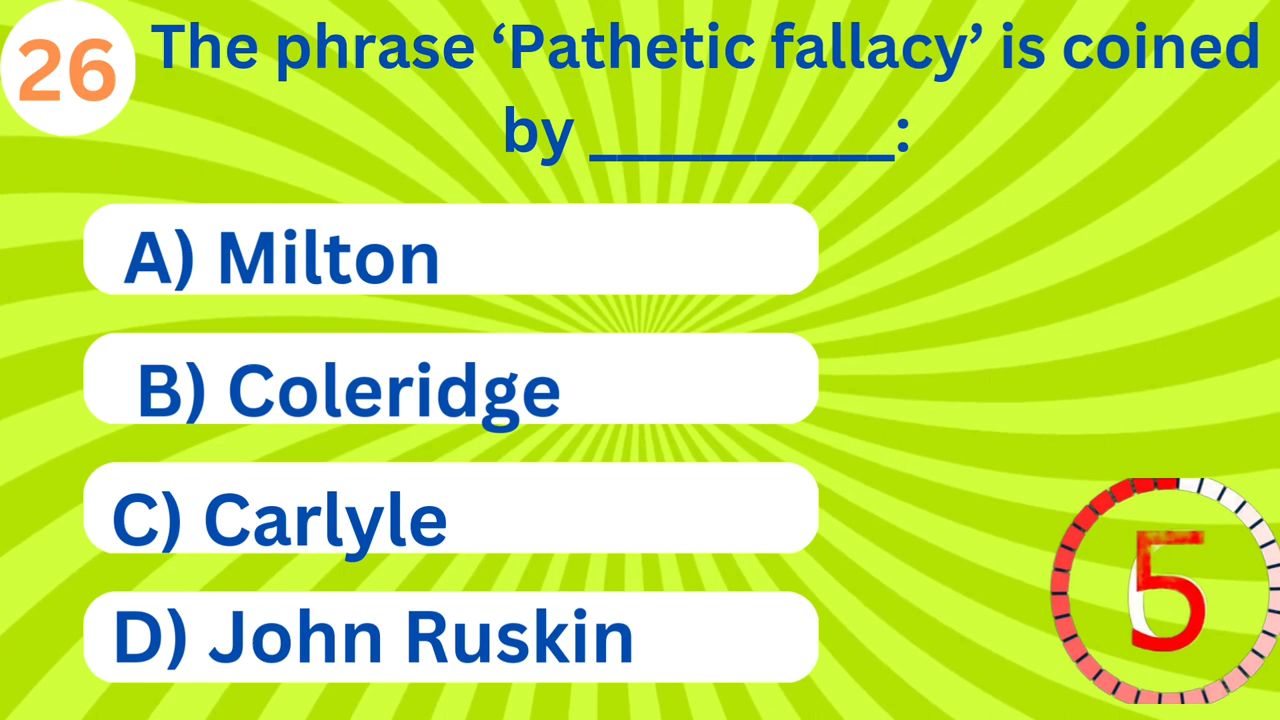 26
The phrase ‘Pathetic fallacy’ is coined
by __________:
A) Milton
B) Coleridge
C) Carlyle
D) John Ruskin
5